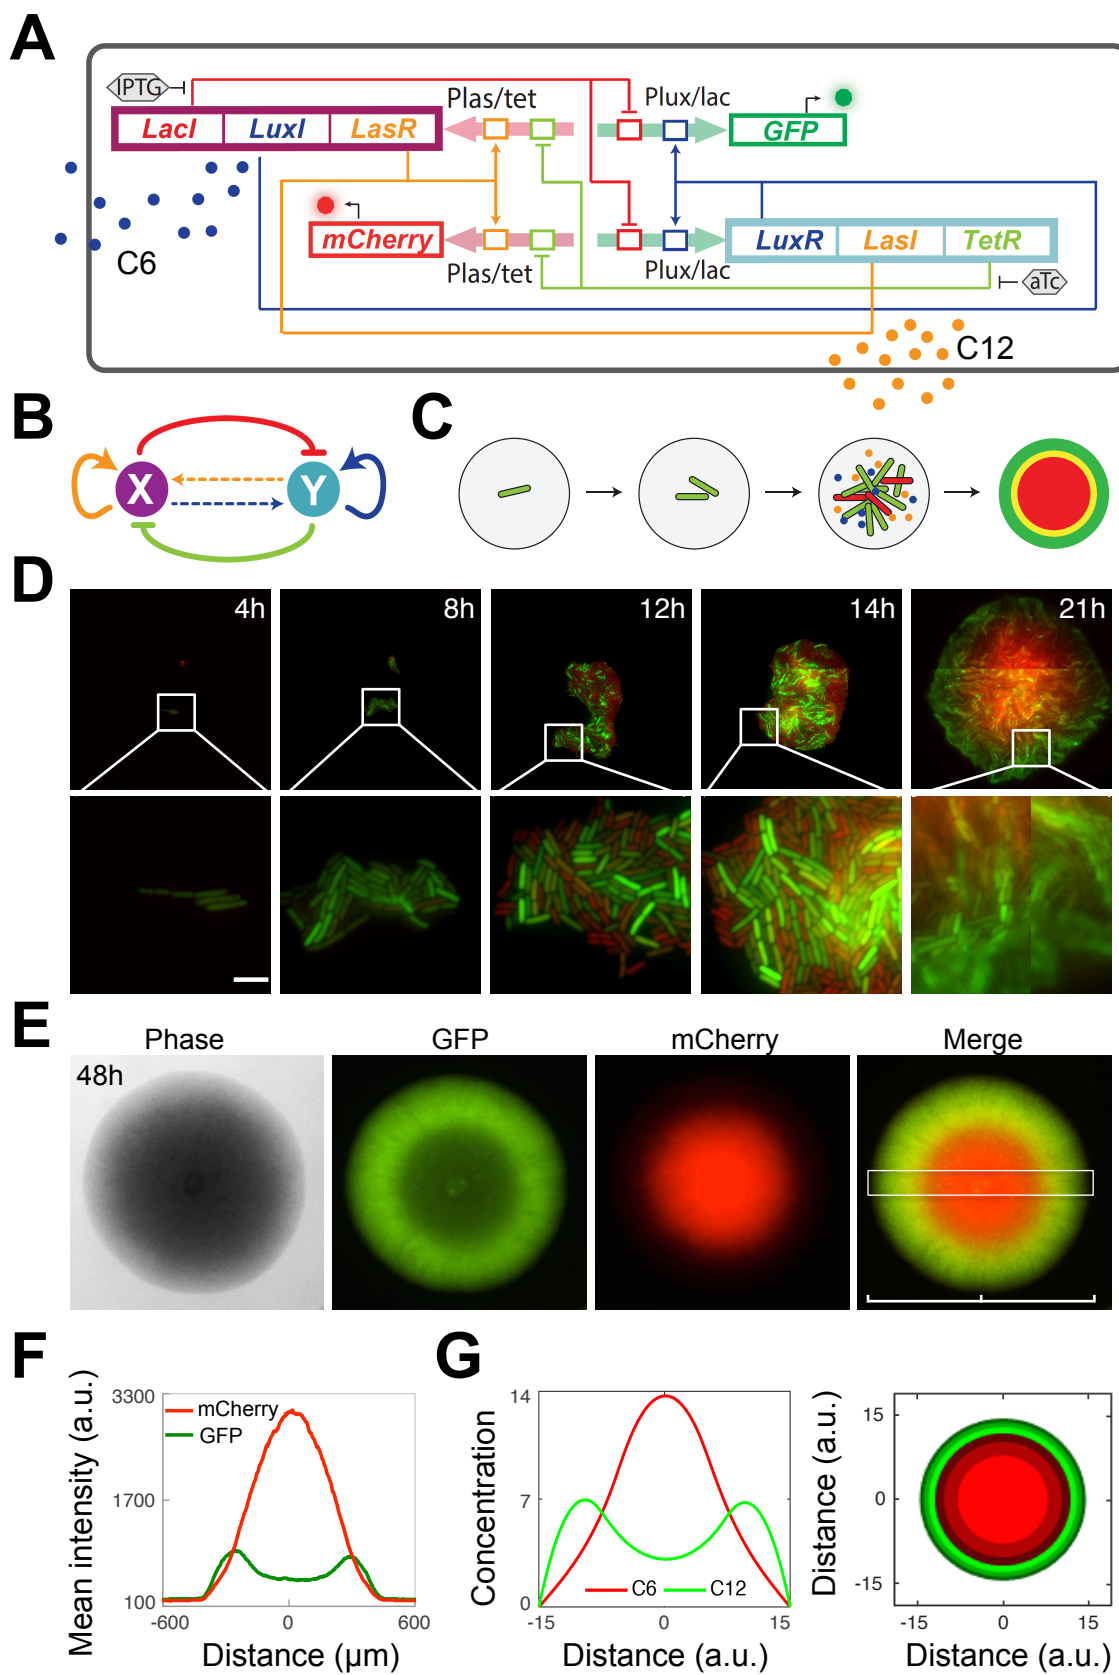 A
IPTG
Plas/tet
Plux/lac
LacI
LuxI
LasR
GFP
C6
mCherry
LuxR
LasI
TetR
Plas/tet
Plux/lac
aTc
C12
B
C
X
Y
D
4h
8h
12h
14h
21h
E
Phase
GFP
mCherry
Merge
48h
F
G
3300
mCherry
GFP
1700
100
-600
0
600
Mean intensity (a.u.)
Distance (µm)
14
7
0
C6
C12
-15
0
15
Concentration
Distance (a.u.)
15
0
-15
-15
0
15
Distance (a.u.)
Distance (a.u.)